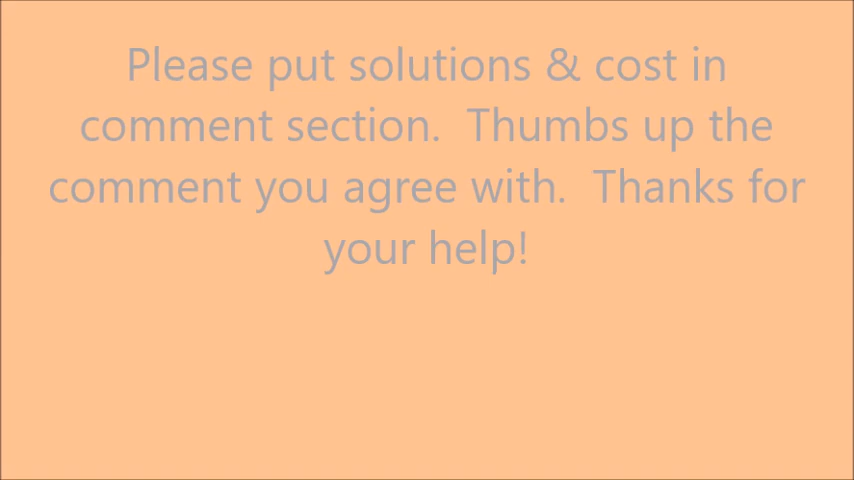 Please put solutions & cost in
comment section.  Thumbs up the
comment you agree with.  Thanks for
your help!